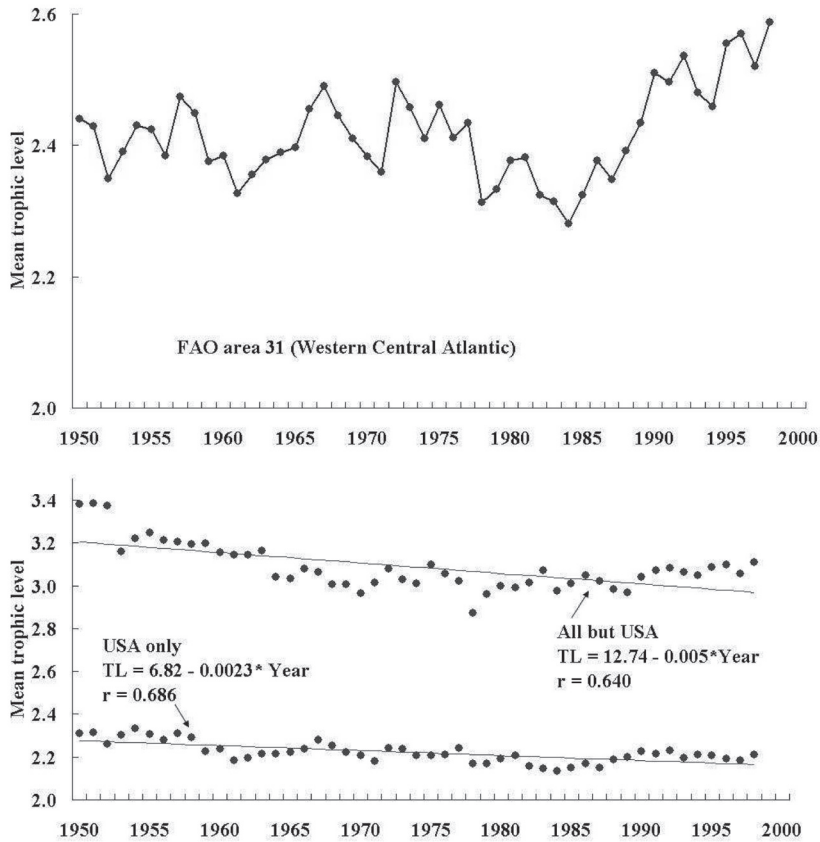 2.6
2.4
2.2
2.0
Mean trophic level
FAO area 31 (Western Central Atlantic)
1950 1955 1960 1965 1970 1975 1980 1985 1990 1995 2000
3.4
3.2
3.0
2.8
2.6
2.4
2.2
2.0
Mean trophic level
USA only
TL = 6.82 - 0.0023* Year
r = 0.686
All but USA
TL = 12.74 - 0.005*Year
r = 0.640
1950 1955 1960 1965 1970 1975 1980 1985 1990 1995 2000